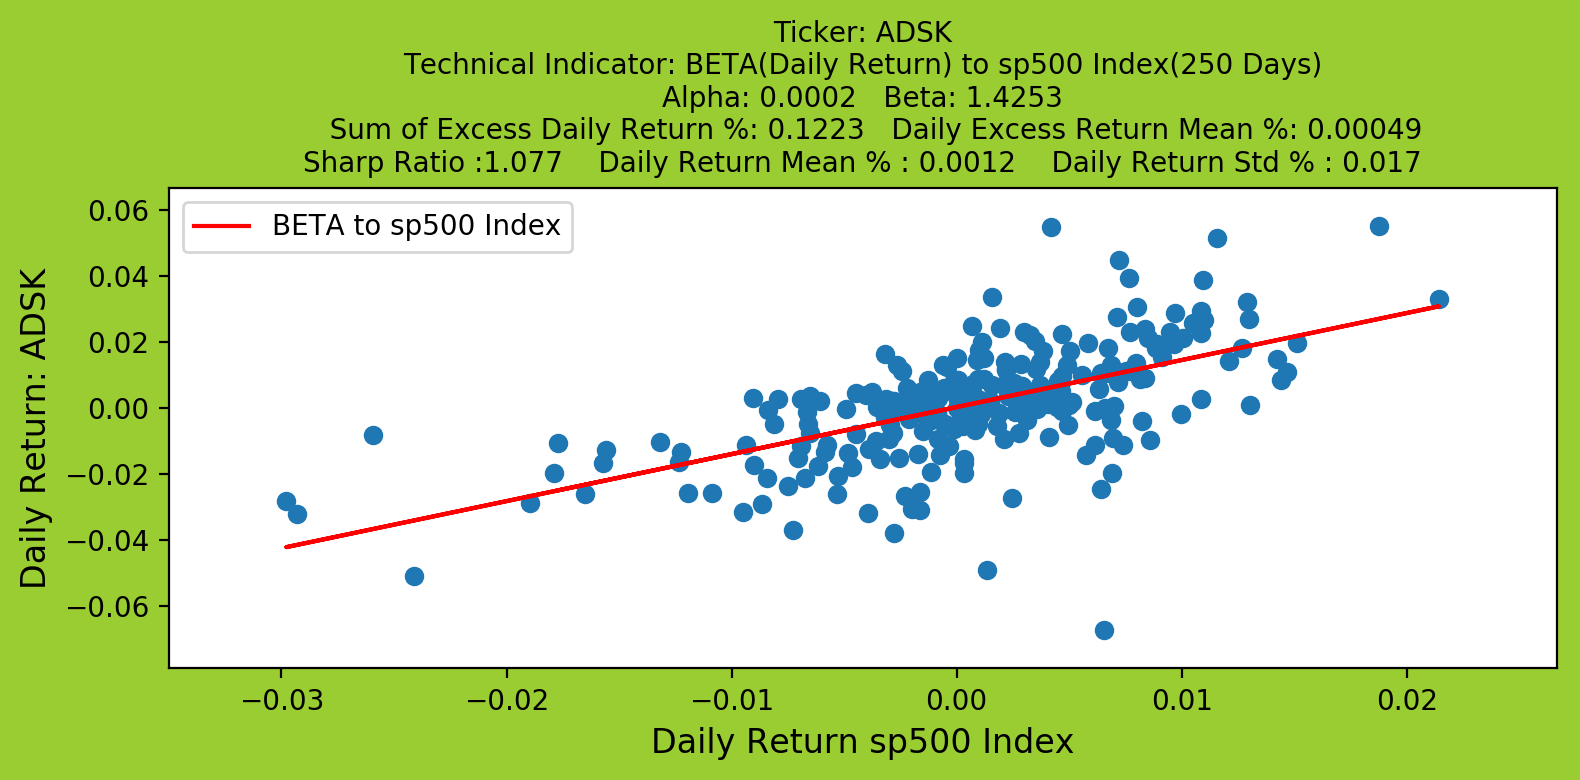 Ticker: ADSK
Technical Indicator: BETA(Daily Return) to sp500 Index(250 Days)
Alpha: 0.0002   Beta: 1.4253
Sum of Excess Daily Return %: 0.1223   Daily Excess Return Mean %: 0.00049
Sharp Ratio :1.077    Daily Return Mean % : 0.0012    Daily Return Std % : 0.017
BETA to sp500 Index
0.06
0.04
0.02
0.00
−0.02
−0.04
−0.06
Daily Return: ADSK
−0.03
−0.02
−0.01
0.00
0.01
0.02
Daily Return sp500 Index